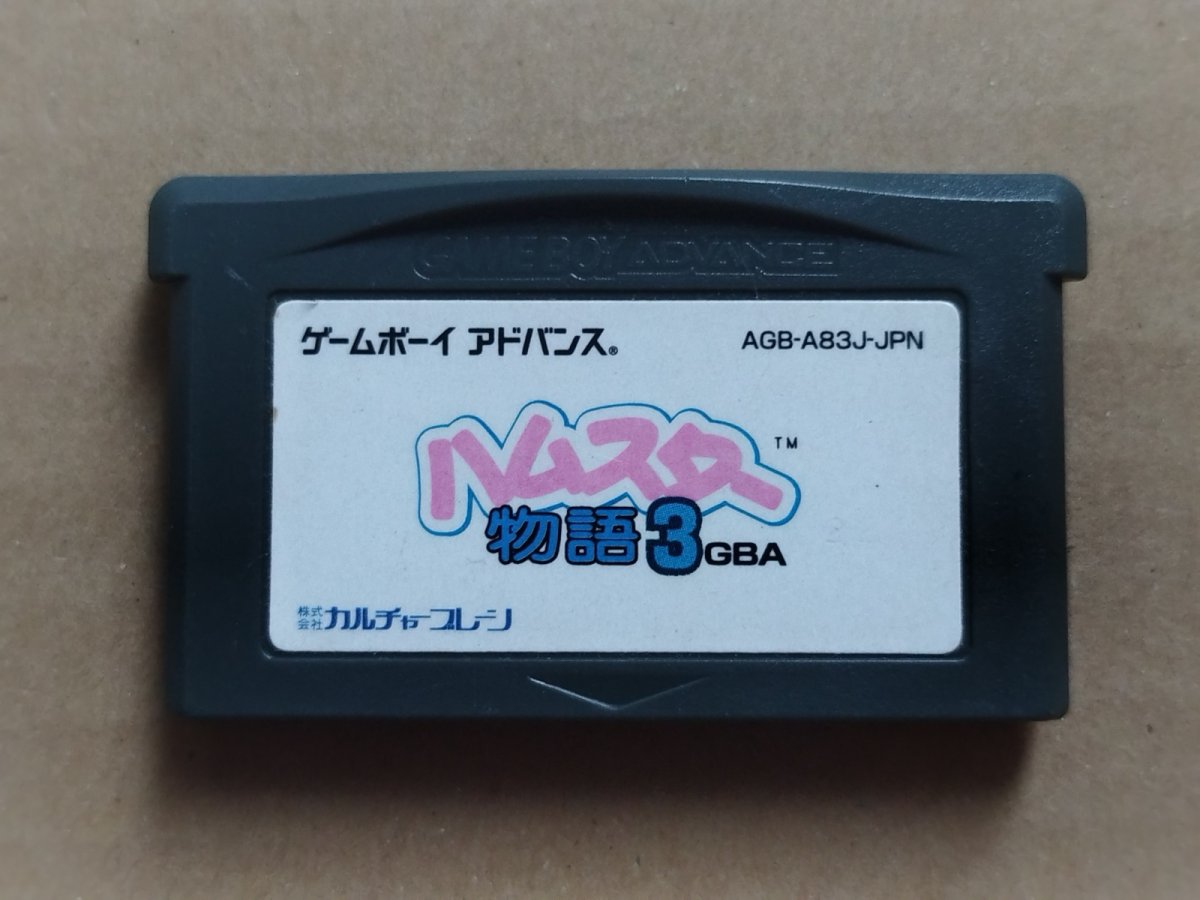 GAME BOY ADVANCE
ゲームボーイ アドバンス®
AGB-A83J-JPN
ハムスター™
物語3GBA
株式会社カルチャーブレーン